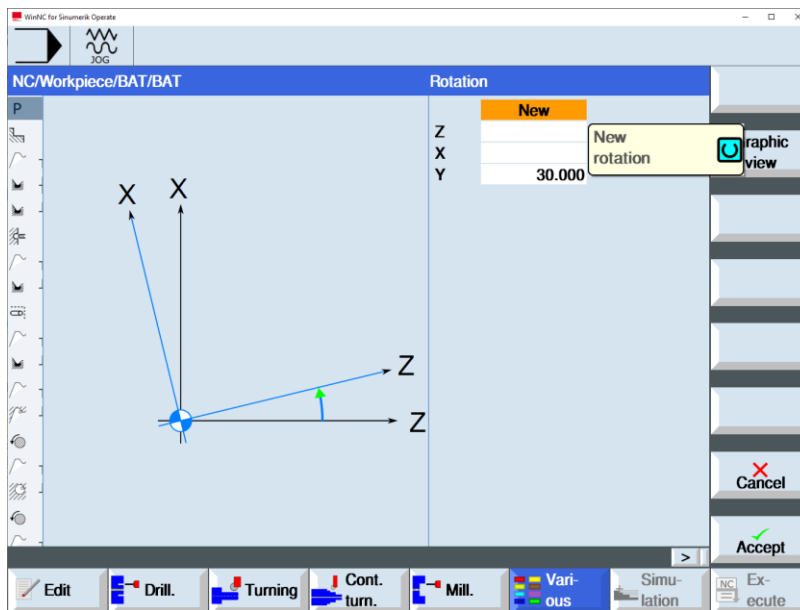 WinNC for Sinumerik Operate
JOG
NC/Workpiece/BAT/BAT
Rotation
P
New
Z
X
Y 30.000
New
rotation
raphic
view
X X
Z
Z
Cancel
Accept
>
Edit
Drill.
Turning
Cont.
turn.
Mill.
Vari-
ous
Simu-
lation
NC
Ex-
ecute